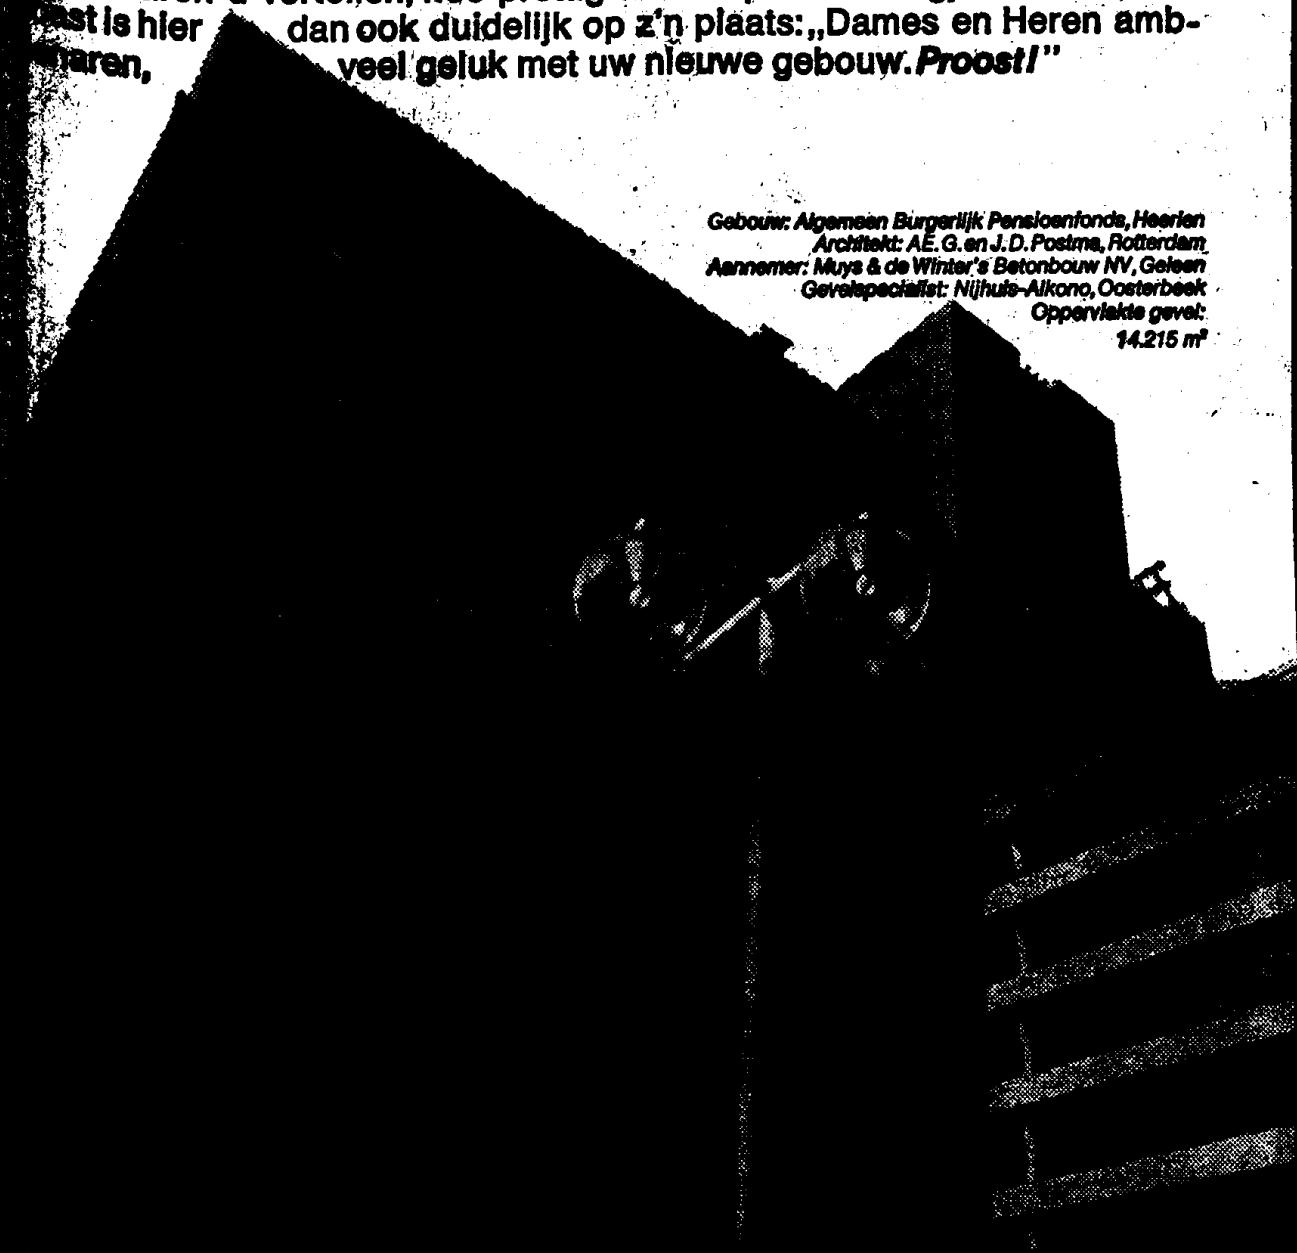 dan ook duidelijk op z'n plaats: „Dames en Heren amb-
is hier
veel geluk met uw nieuwe gebouw. Proost!”
Gebouw: Algemeen Burgerlijk Pensioenfonds, Heerlen
Architekt: AE. G. en J. D. Postma, Rotterdam
Aannemer: Muys & de Winter's Betonbouw NV, Geleen
Gevelspecialist: Nijhuis-Alkono, Oosterbeek
Oppervlakte gevel:
14.215 m²